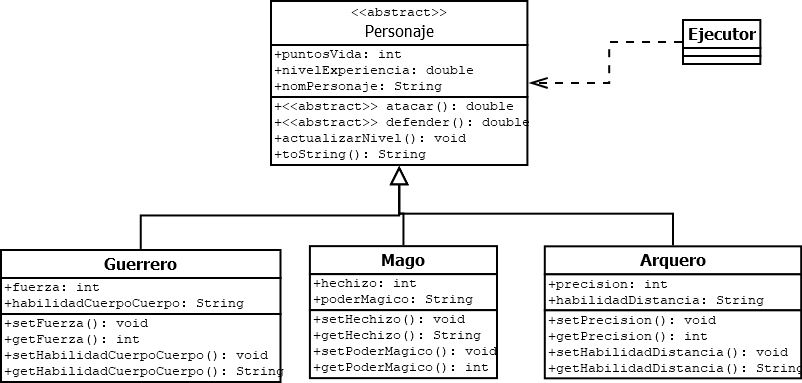 <<abstract>>
Personaje
+puntosVida: int
+nivelExperiencia: double
+nomPersonaje: String
+<<abstract>> atacar(): double
+<<abstract>> defender(): double
+actualizarNivel(): void
+toString(): String
Ejecutor
Guerrero
+fuerza: int
+habilidadCuerpoCuerpo: String
+setFuerza(): void
+getFuerza(): int
+setHabilidadCuerpoCuerpo(): void
+getHabilidadCuerpoCuerpo(): String
Mago
+hechizo: int
+poderMagico: String
+setHechizo(): void
+getHechizo(): String
+setPoderMagico(): void
+getPoderMagico(): int
Arquero
+precision: int
+habilidadDistancia: String
+setPrecision(): void
+getPrecision(): int
+setHabilidadDistancia(): void
+getHabilidadDistancia(): String